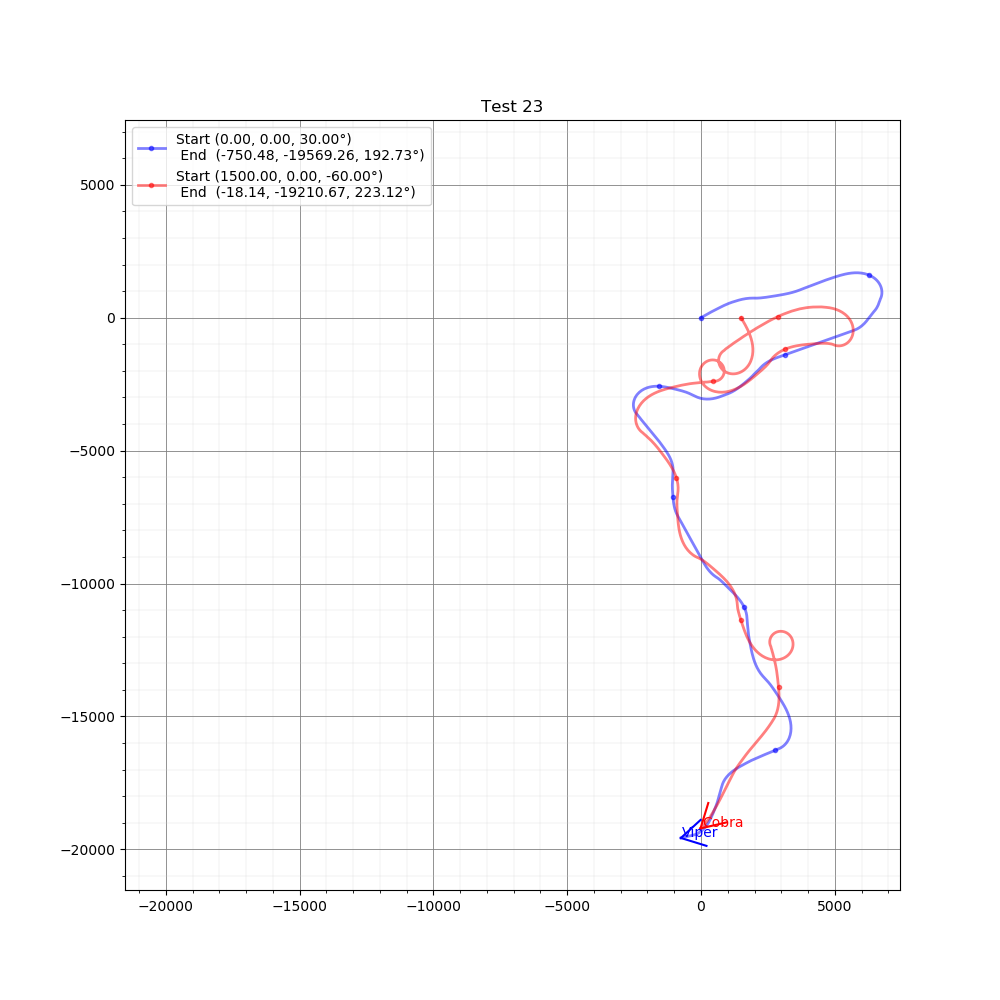 Test 23
Start (0.00, 0.00, 30.00°)
End  (-750.48, -19569.26, 192.73°)
Start (1500.00, 0.00, -60.00°)
End  (-18.14, -19210.67, 223.12°)
5000
0
−5000
−10000
−15000
−20000
Cobra
Viper
−20000
−15000
−10000
−5000
0
5000